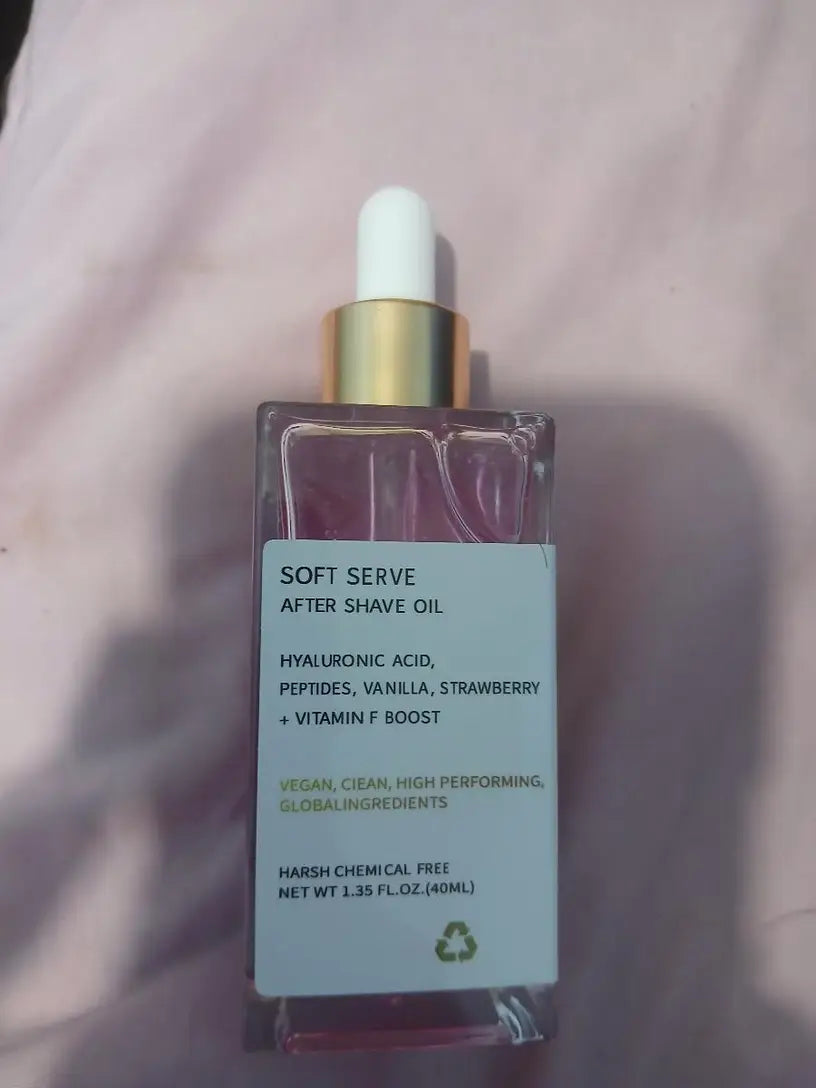 SOFT SERVE
AFTER SHAVE OIL
HYALURONIC ACID,
PEPTIDES, VANILLA, STRAWBERRY
+ VITAMIN F BOOST
VEGAN, CIEAN, HIGH PERFORMING,
GLOBALINGREDIENTS
HARSH CHEMICAL FREE
NET WT 1.35 FL.OZ.(40ML)